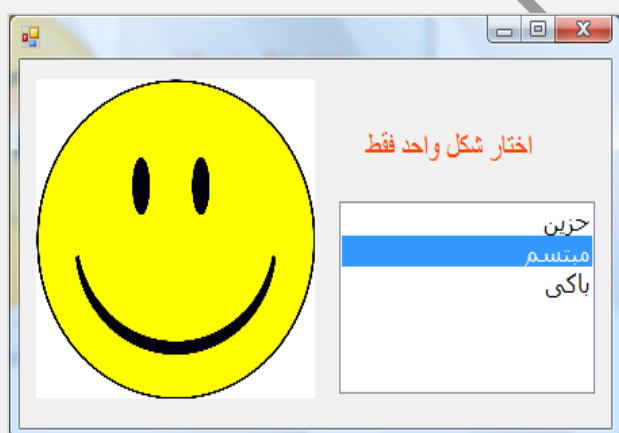 اختار شكل واحد فقط
حزين
مبتسم
باكى